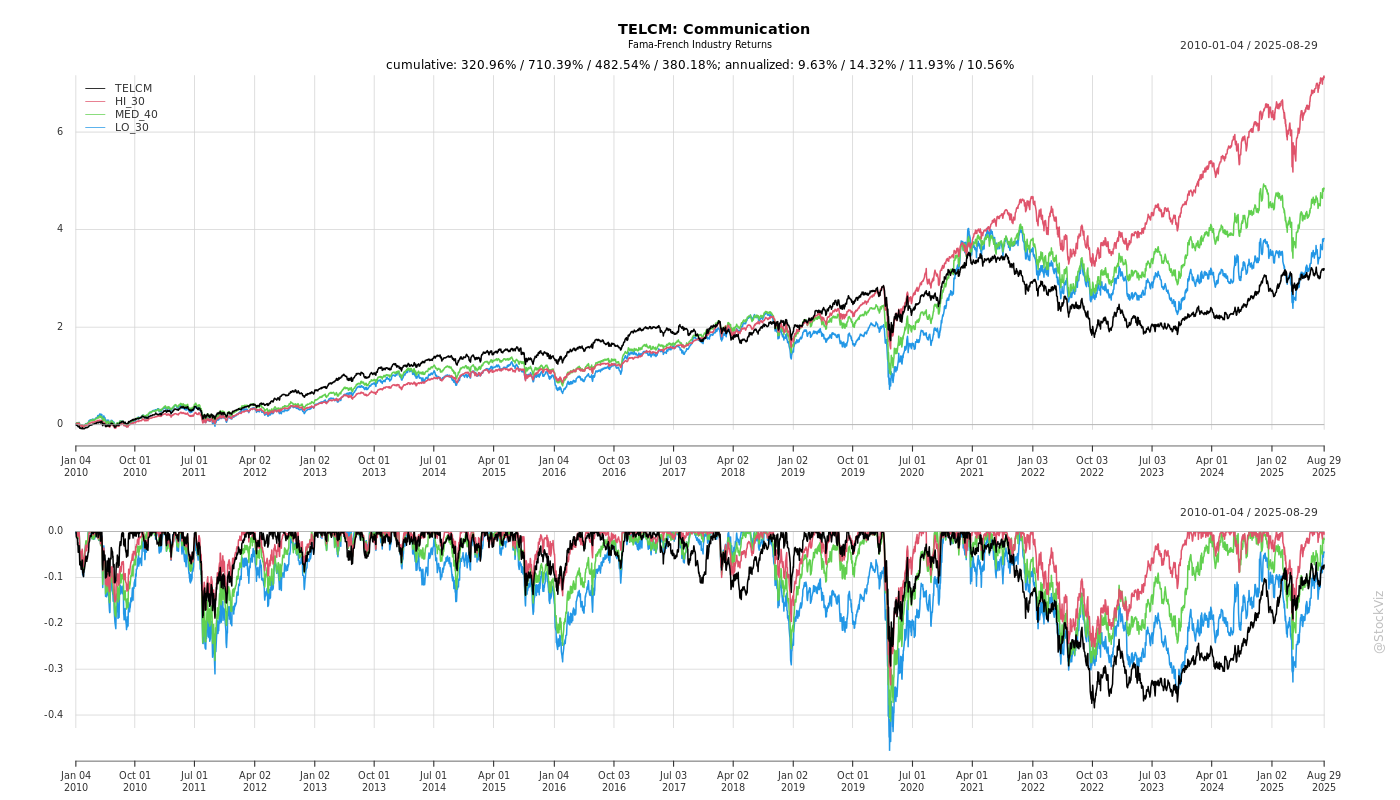 TELCM: Communication
Fama-French Industry Returns
2010-01-04 / 2025-08-29
cumulative: 320.96% / 710.39% / 482.54% / 380.18%; annualized: 9.63% / 14.32% / 11.93% / 10.56%
TELCM
HI_30
MED_40
LO_30
6
4
2
0
Jan 04 Oct 01 Jul 01 Apr 02 Jan 02 Oct 01 Jul 01 Apr 01 Jan 04 Oct 03 Jul 03 Apr 02 Jan 02 Oct 01 Jul 01 Apr 01 Jan 03 Oct 03 Jul 03 Apr 01 Jan 02 Aug 29
2010 2010 2011 2012 2013 2013 2014 2015 2016 2016 2017 2018 2019 2019 2020 2021 2022 2022 2023 2024 2025 2025
2010-01-04 / 2025-08-29
0.0
-0.1
-0.2
-0.3
-0.4
Jan 04 Oct 01 Jul 01 Apr 02 Jan 02 Oct 01 Jul 01 Apr 01 Jan 04 Oct 03 Jul 03 Apr 02 Jan 02 Oct 01 Jul 01 Apr 01 Jan 03 Oct 03 Jul 03 Apr 01 Jan 02 Aug 29
2010 2010 2011 2012 2013 2013 2014 2015 2016 2016 2017 2018 2019 2019 2020 2021 2022 2022 2023 2024 2025 2025
@StockViz